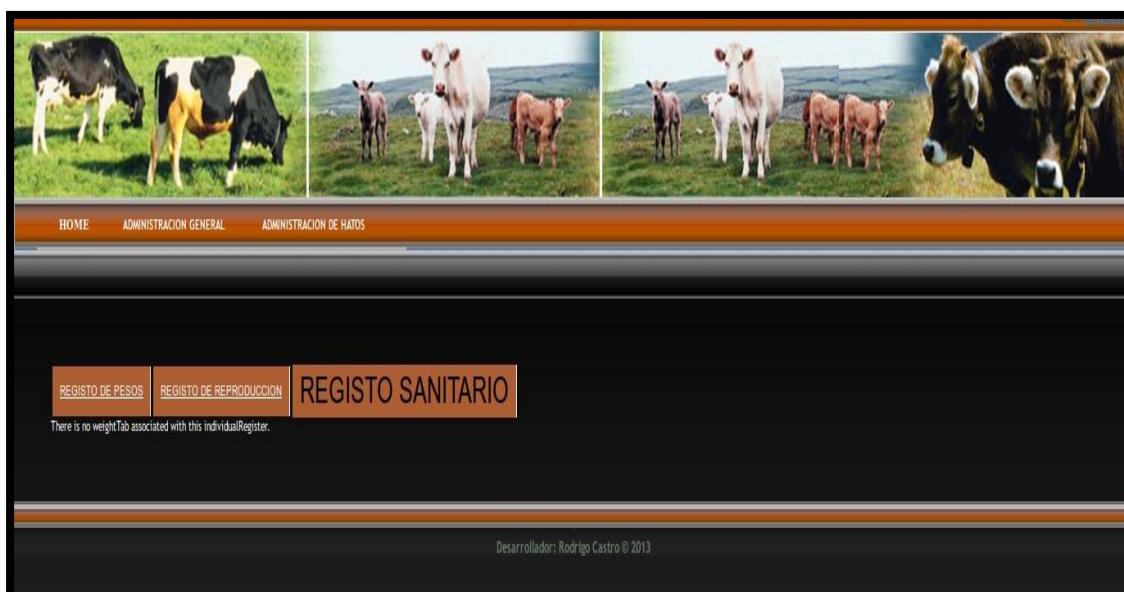 HOME ADMINISTRACION GENERAL ADMINISTRACION DE HATOS
REGISTO DE PESOS REGISTO DE REPRODUCCION REGISTO SANITARIO
There is no weightTab associated with this individualRegister.
Desarrollador: Rodrigo Castro © 2013